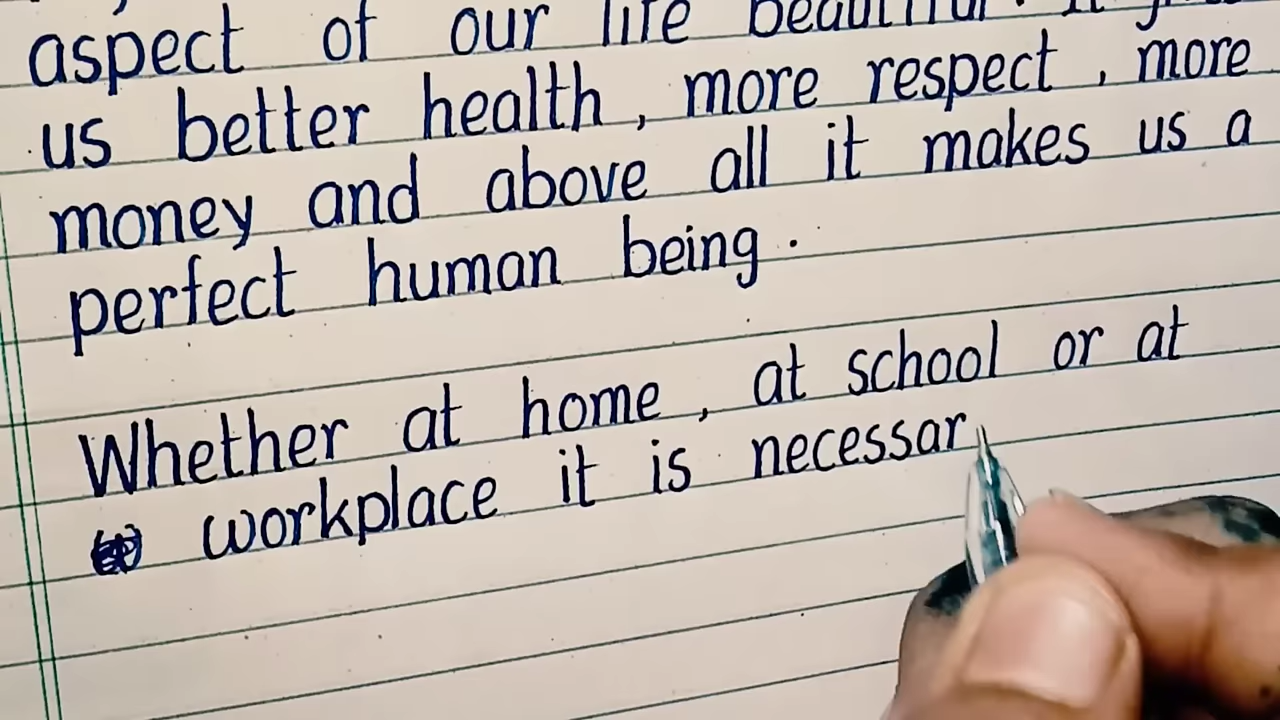 aspect of our life beautiful. It
us better health, more respect, more
money and above all it makes us a
perfect human being.
Whether at home, at school or at
workplace it is necessar